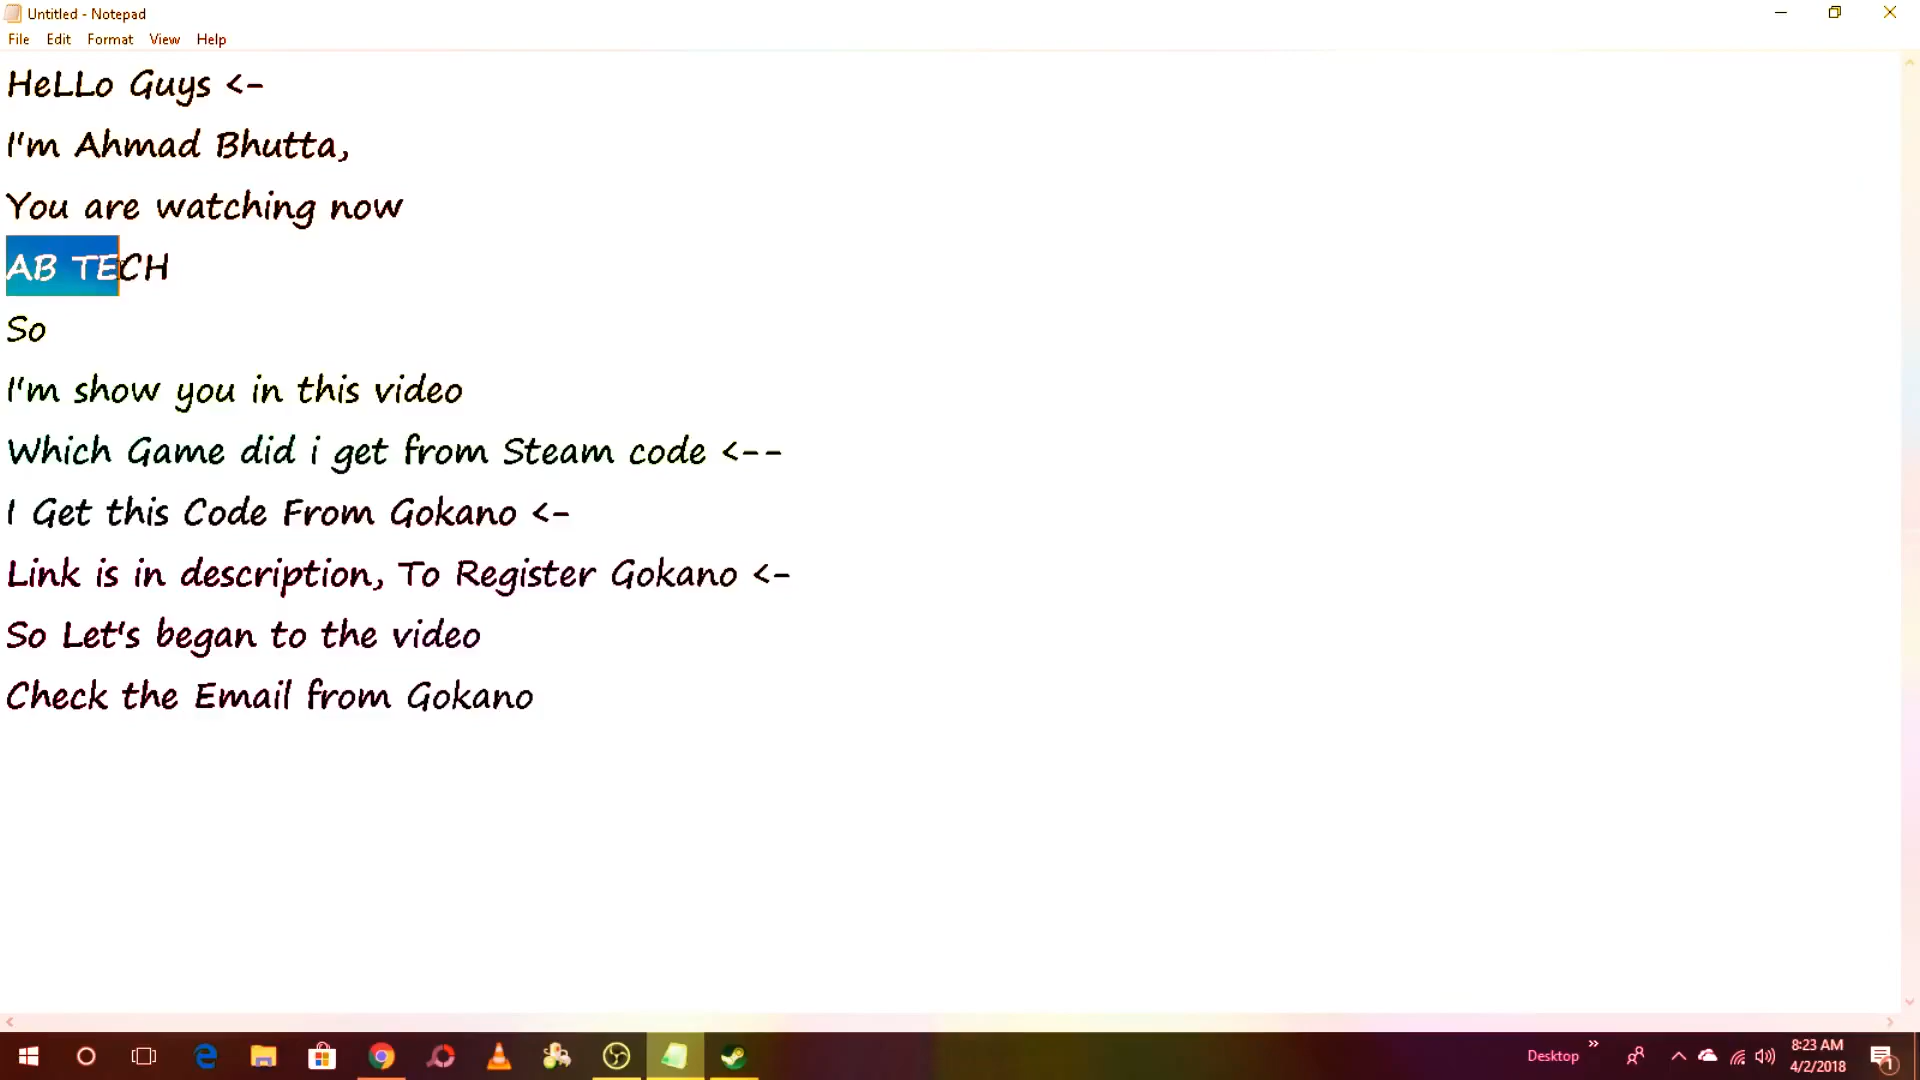 Untitled - Notepad
File Edit Format View Help
HeLLo Guys <-
I'm Ahmad Bhutta,
You are watching now
AB TECH
So
I'm show you in this video
Which Game did i get from Steam code <--
I Get this Code From Gokano <-
Link is in description, To Register Gokano <-
So Let's began to the video
Check the Email from Gokano
Desktop
8:23 AM
4/2/2018
1